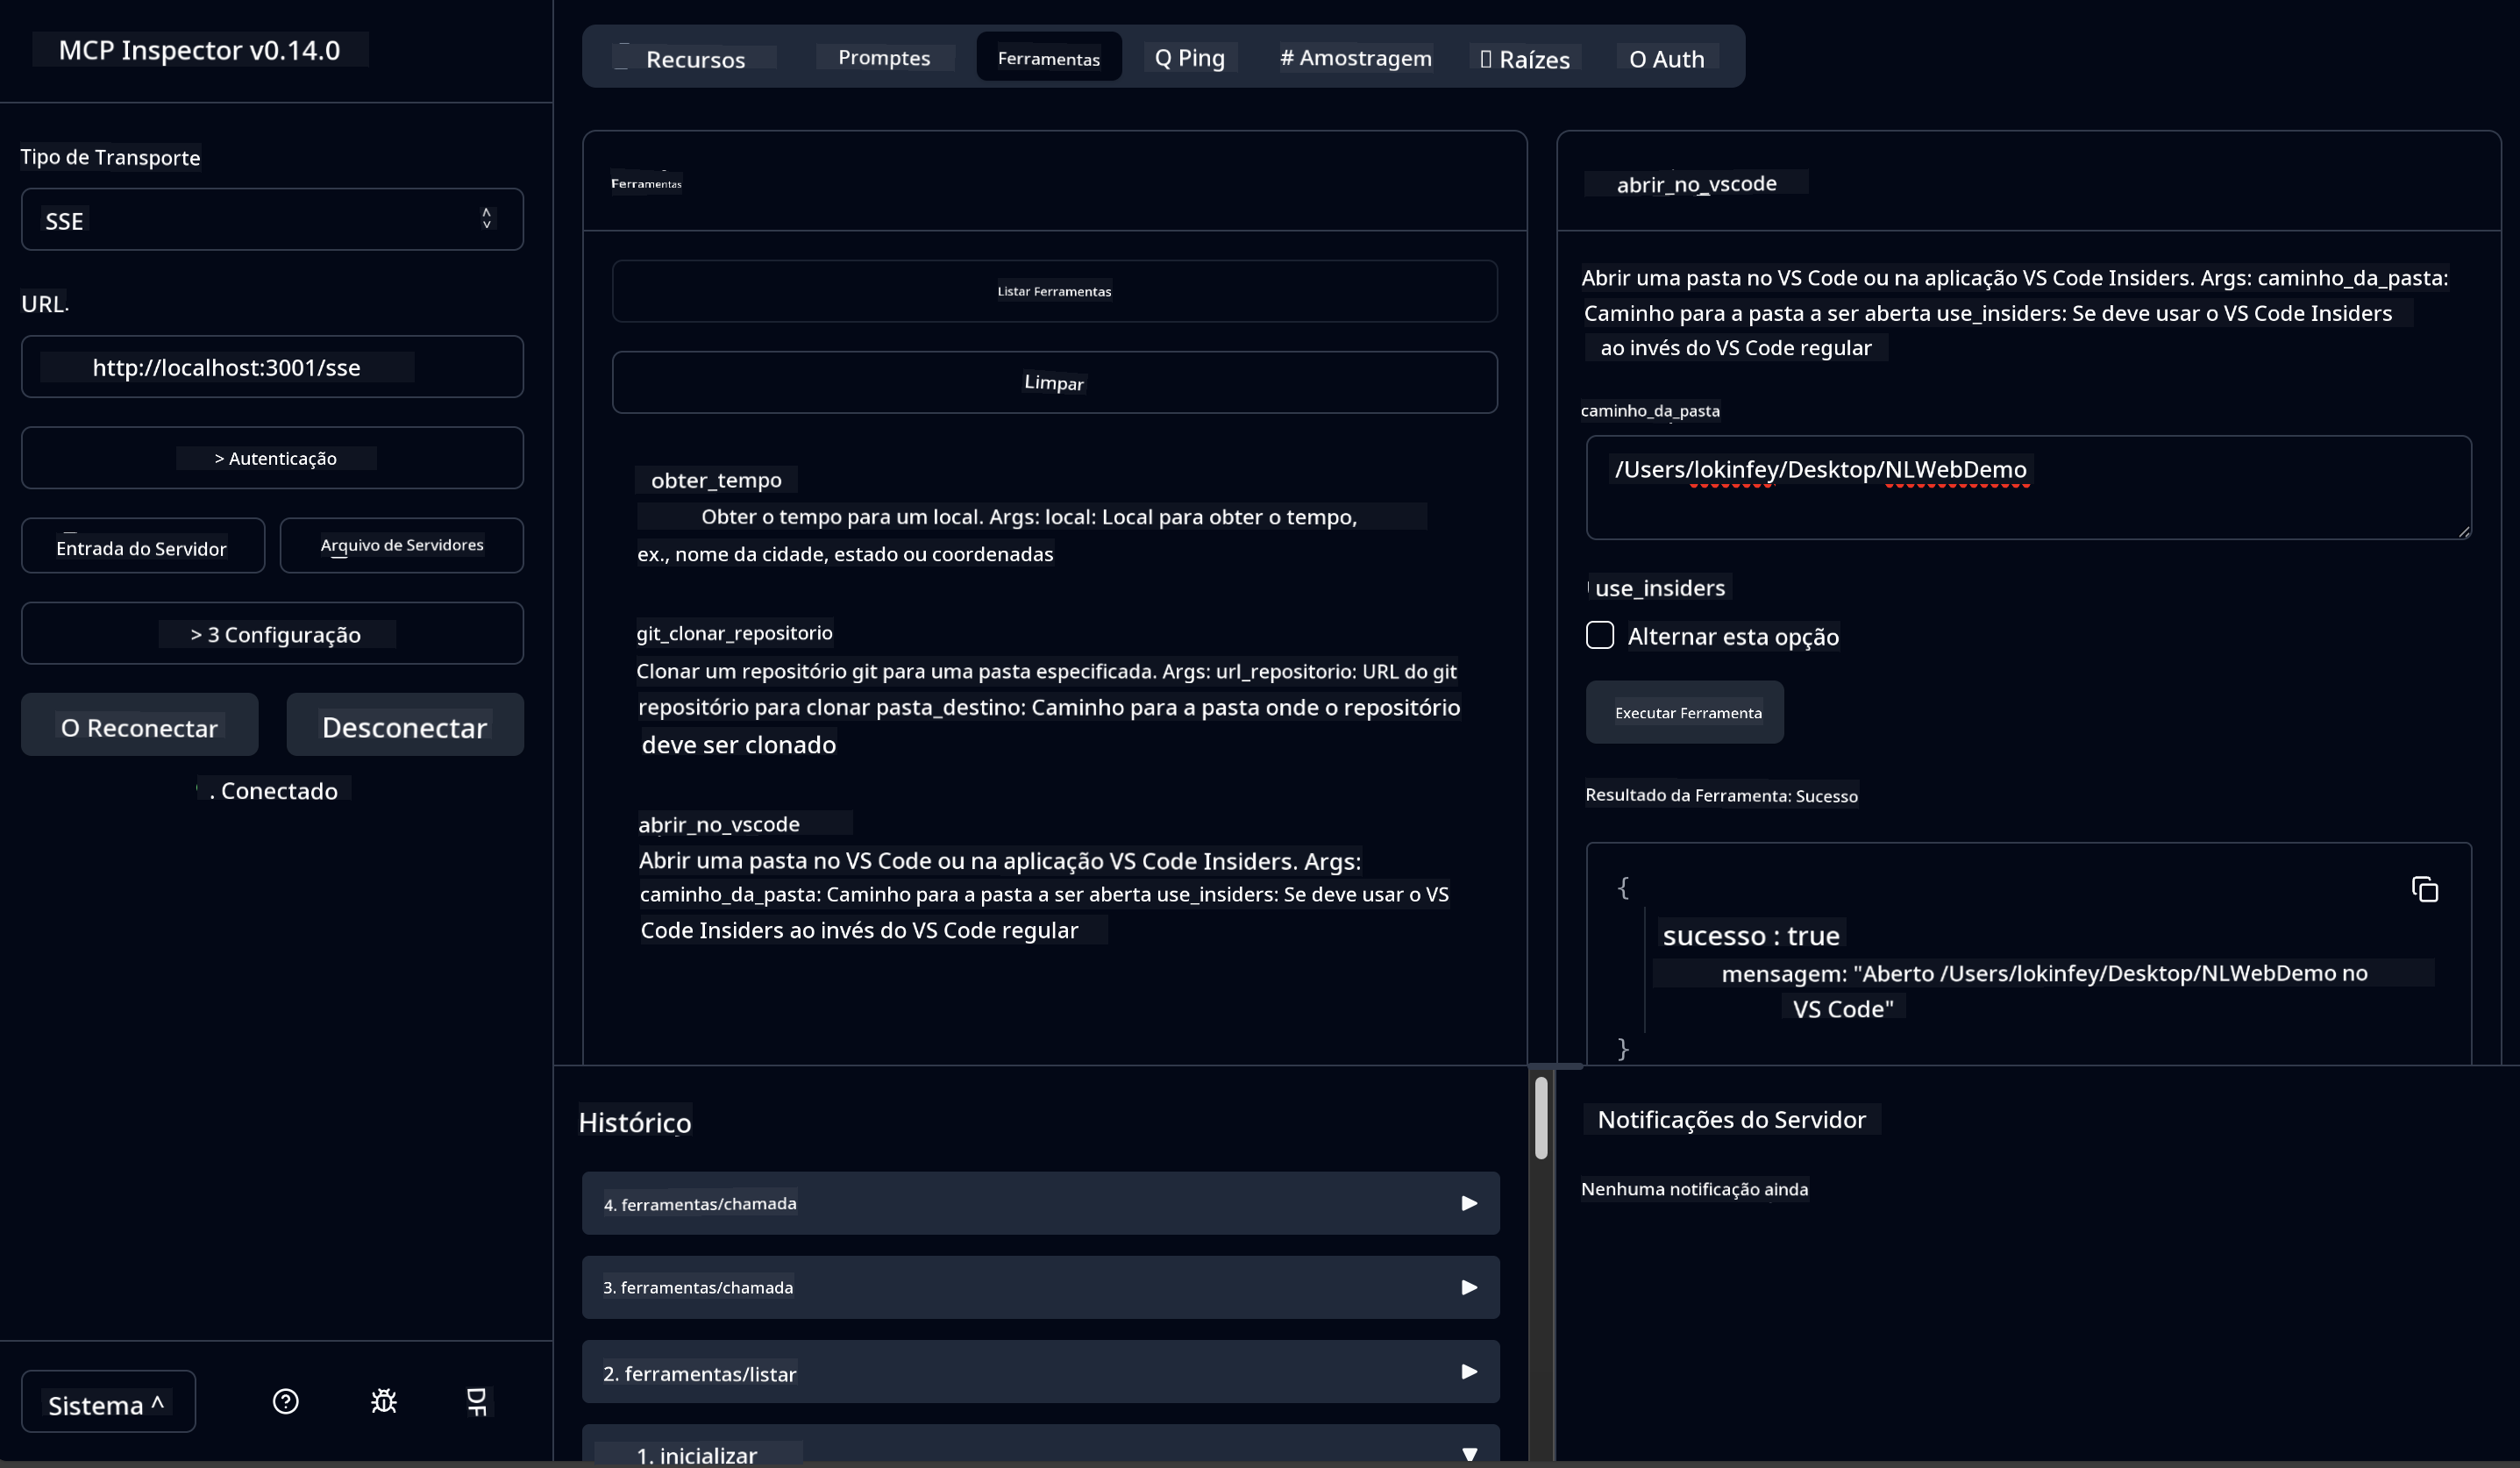 MCP Inspector v0.14.0
Tipo de Transporte
SSE
URL.
http://localhost:3001/sse
> Autenticação
Entrada do Servidor
Arquivo de Servidores
> 3 Configuração
O Reconectar
Desconectar
. Conectado
Sistema ^
DF
Recursos
Promptes
Ferramentas
Q Ping
# Amostragem
Raízes
O Auth
Ferramentas
Listar Ferramentas
Limpar
obter_tempo
Obter o tempo para um local. Args: local: Local para obter o tempo,
ex., nome da cidade, estado ou coordenadas
git_clonar_repositorio
Clonar um repositório git para uma pasta especificada. Args: url_repositorio: URL do git
repositório para clonar pasta_destino: Caminho para a pasta onde o repositório
deve ser clonado
abrir_no_vscode
Abrir uma pasta no VS Code ou na aplicação VS Code Insiders. Args:
caminho_da_pasta: Caminho para a pasta a ser aberta use_insiders: Se deve usar o VS
Code Insiders ao invés do VS Code regular
abrir_no_vscode
Abrir uma pasta no VS Code ou na aplicação VS Code Insiders. Args: caminho_da_pasta:
Caminho para a pasta a ser aberta use_insiders: Se deve usar o VS Code Insiders
ao invés do VS Code regular
caminho_da_pasta
/Users/lokinfey/Desktop/NLWebDemo
use_insiders
Alternar esta opção
Executar Ferramenta
Resultado da Ferramenta: Sucesso
{
sucesso : true
mensagem: "Aberto /Users/lokinfey/Desktop/NLWebDemo no
VS Code"
}
Histórico
4. ferramentas/chamada
3. ferramentas/chamada
2. ferramentas/listar
1. inicializar
Notificações do Servidor
Nenhuma notificação ainda